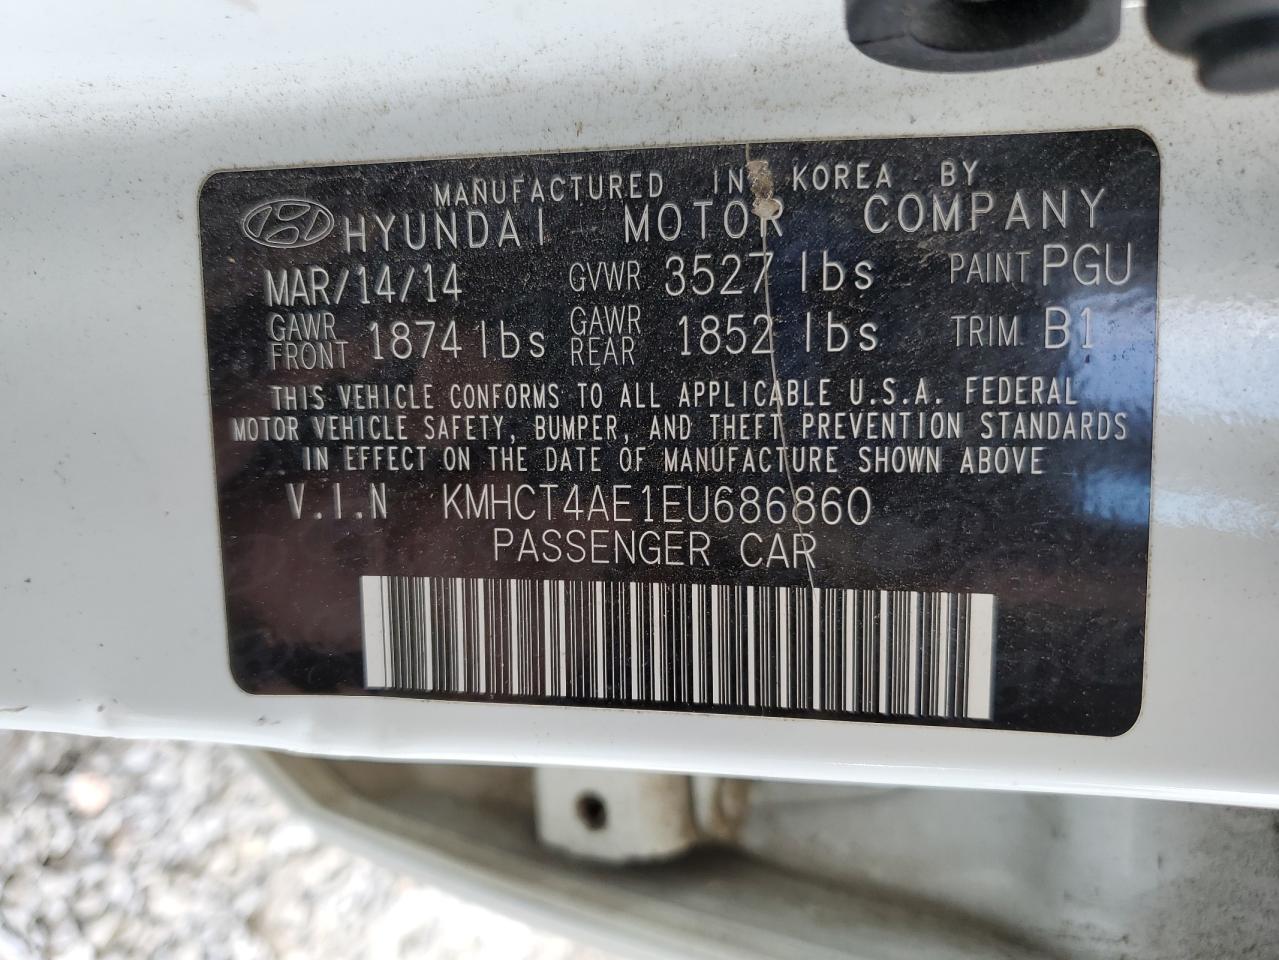 MANUFACTURED IN KOREA BY
HYUNDAI MOTOR COMPANY
MAR/14/14 GVWR 3527 lbs PAINT PGU
GAWR FRONT 1874 lbs GAWR REAR 1852 lbs TRIM B1
THIS VEHICLE CONFORMS TO ALL APPLICABLE U.S.A. FEDERAL
MOTOR VEHICLE SAFETY, BUMPER, AND THEFT PREVENTION STANDARDS
IN EFFECT ON THE DATE OF MANUFACTURE SHOWN ABOVE
V.I.N KMHCT4AE1EU686860
PASSENGER CAR